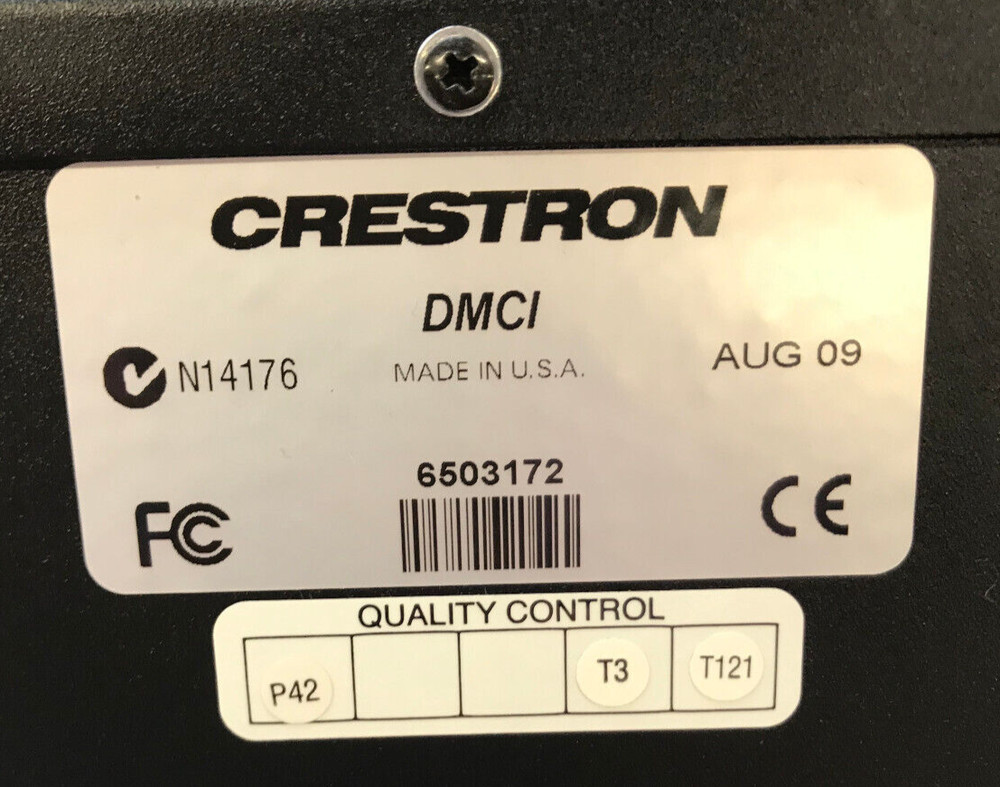 CRESTRON
DMCI
N14176
MADE IN U.S.A.
AUG 09
6503172
FC
CE
QUALITY CONTROL
P42
T3
T121